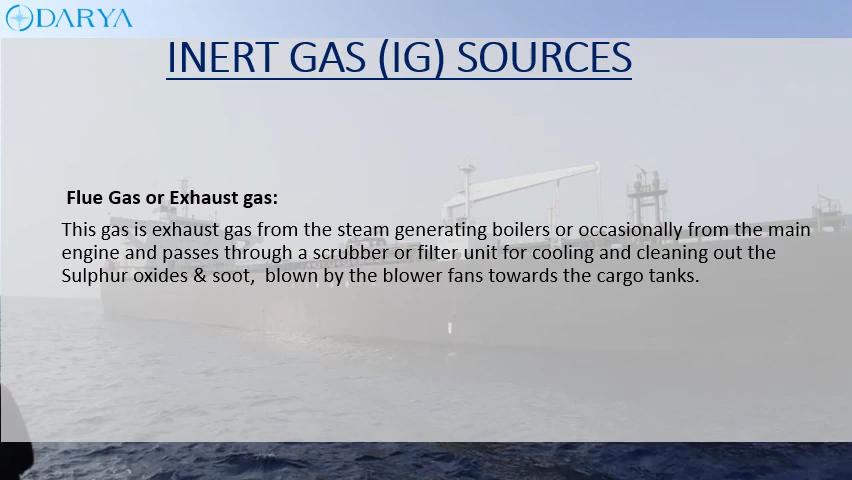 DARYA
INERT GAS (IG) SOURCES
Flue Gas or Exhaust gas:
This gas is exhaust gas from the steam generating boilers or occasionally from the main
engine and passes through a scrubber or filter unit for cooling and cleaning out the
Sulphur oxides & soot,  blown by the blower fans towards the cargo tanks.